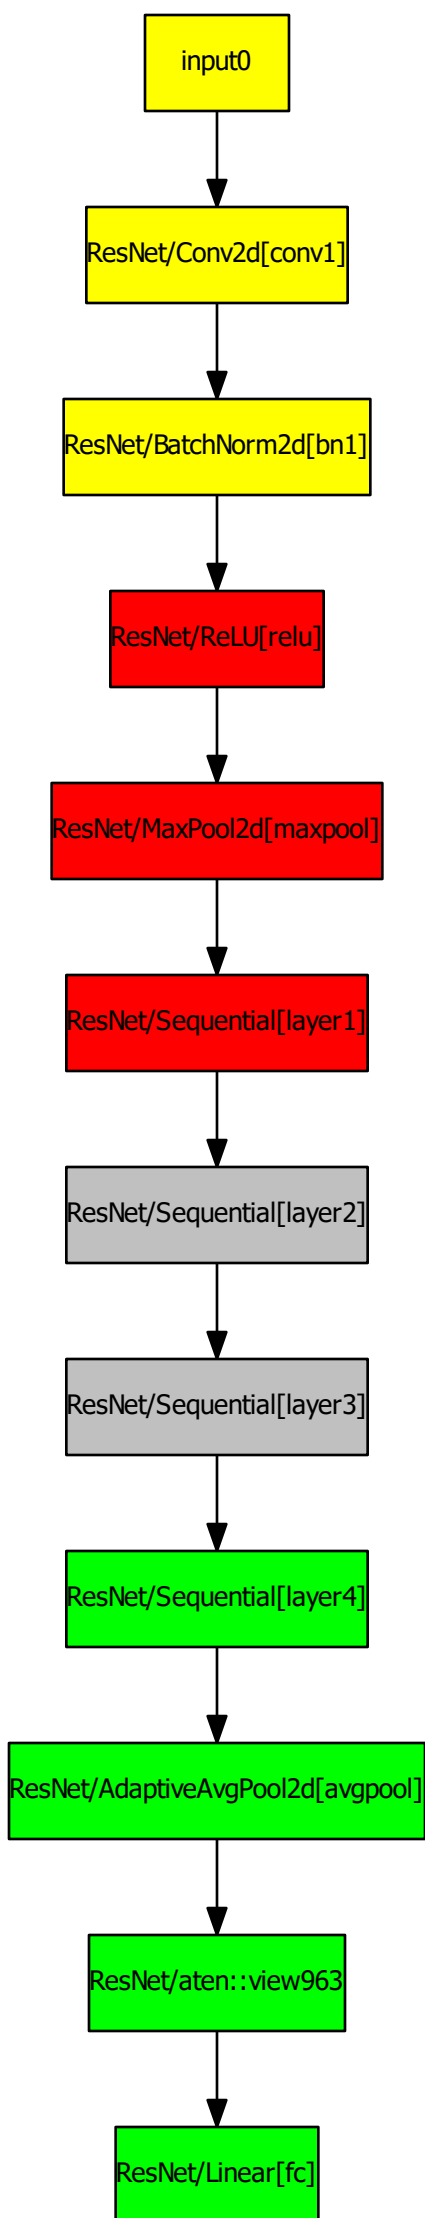 input0
ResNet/Conv2d[conv1]
ResNet/BatchNorm2d[bn1]
ResNet/ReLU[relu]
ResNet/MaxPool2d[maxpool]
ResNet/Sequential[layer1]
ResNet/Sequential[layer2]
ResNet/Sequential[layer3]
ResNet/Sequential[layer4]
ResNet/AdaptiveAvgPool2d[avgpool]
ResNet/aten::view963
ResNet/Linear[fc]